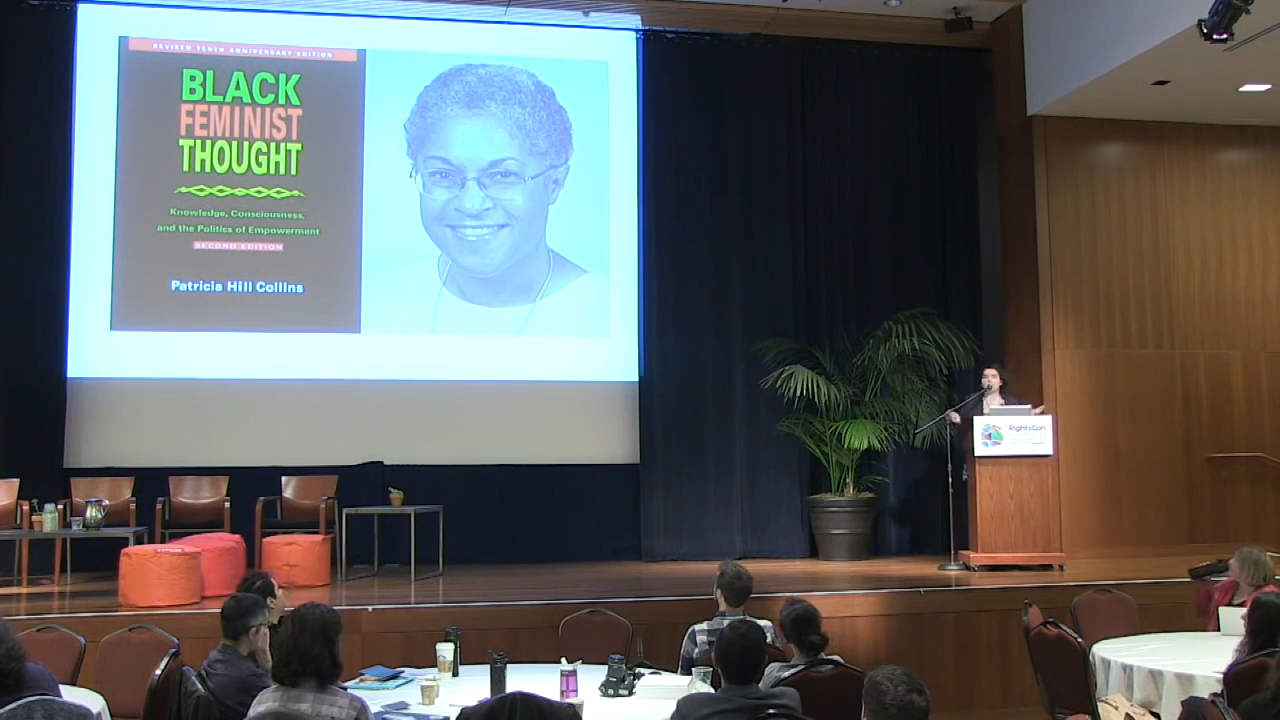 REVISED TENTH ANNIVERSARY EDITION
BLACK
FEMINIST
THOUGHT
Knowledge, Consciousness,
and the Politics of Empowerment
SECOND EDITION
Patricia Hill Collins
RightsCon